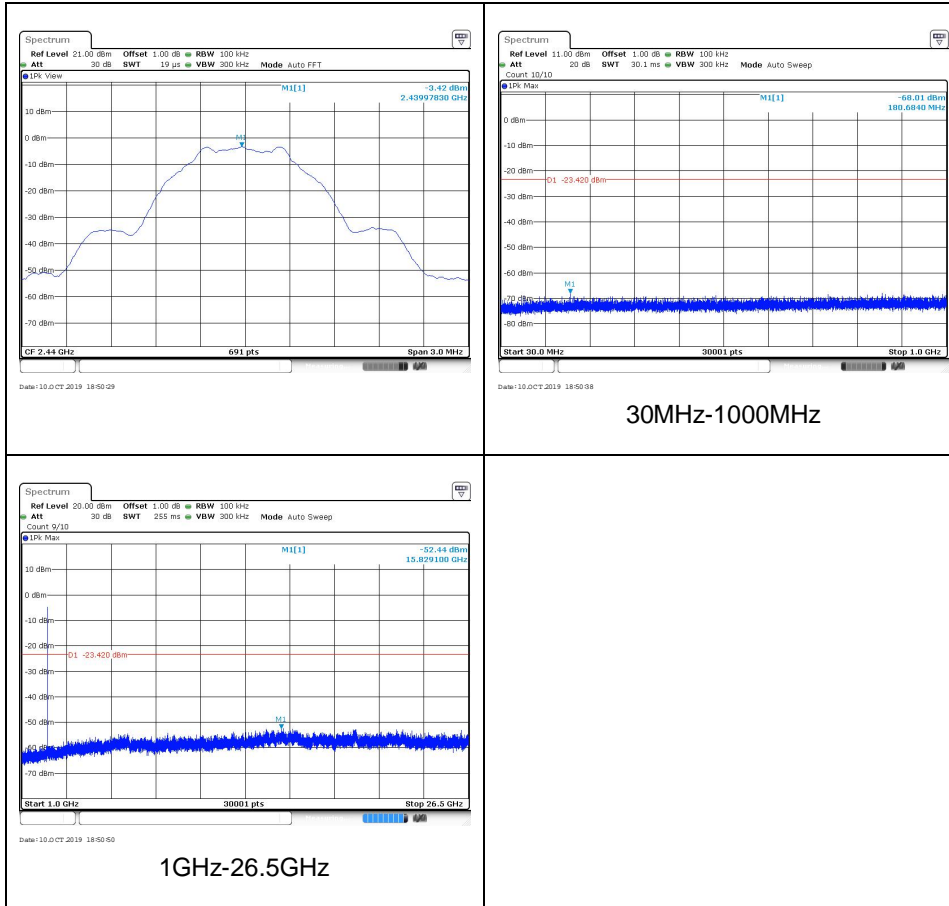 Spectrum
Ref Level 21.00 dBm Offset 1.00 dB RBW 100 kHz
Att 30 dB SWT 19 µs VBW 300 kHz Mode Auto FFT
1Pk View
M1[1] -3.42 dBm
2.43997830 GHz
10 dBm
0 dBm
M1
-10 dBm
-20 dBm
-30 dBm
-40 dBm
-50 dBm
-60 dBm
-70 dBm
CF 2.44 GHz 691 pts Span 3.0 MHz
Date: 10.OCT.2019 18:50:29
Spectrum
Ref Level 11.00 dBm Offset 1.00 dB RBW 100 kHz
Att 20 dB SWT 30.1 ms VBW 300 kHz Mode Auto Sweep
Count 10/10
1Pk Max
M1[1] -68.01 dBm
180.6840 MHz
0 dBm
-10 dBm
-20 dBm
D1 -23.420 dBm
-30 dBm
-40 dBm
-50 dBm
-60 dBm
M1
-70 dBm
-80 dBm
Start 30.0 MHz 30001 pts Stop 1.0 GHz
Date: 10.OCT.2019 18:50:38
30MHz-1000MHz
Spectrum
Ref Level 20.00 dBm Offset 1.00 dB RBW 100 kHz
Att 30 dB SWT 255 ms VBW 300 kHz Mode Auto Sweep
Count 9/10
1Pk Max
M1[1] -52.44 dBm
15.829100 GHz
10 dBm
0 dBm
-10 dBm
-20 dBm
D1 -23.420 dBm
-30 dBm
-40 dBm
-50 dBm
M1
-60 dBm
-70 dBm
Start 1.0 GHz 30001 pts Stop 26.5 GHz
Date: 10.OCT.2019 18:50:50
1GHz-26.5GHz